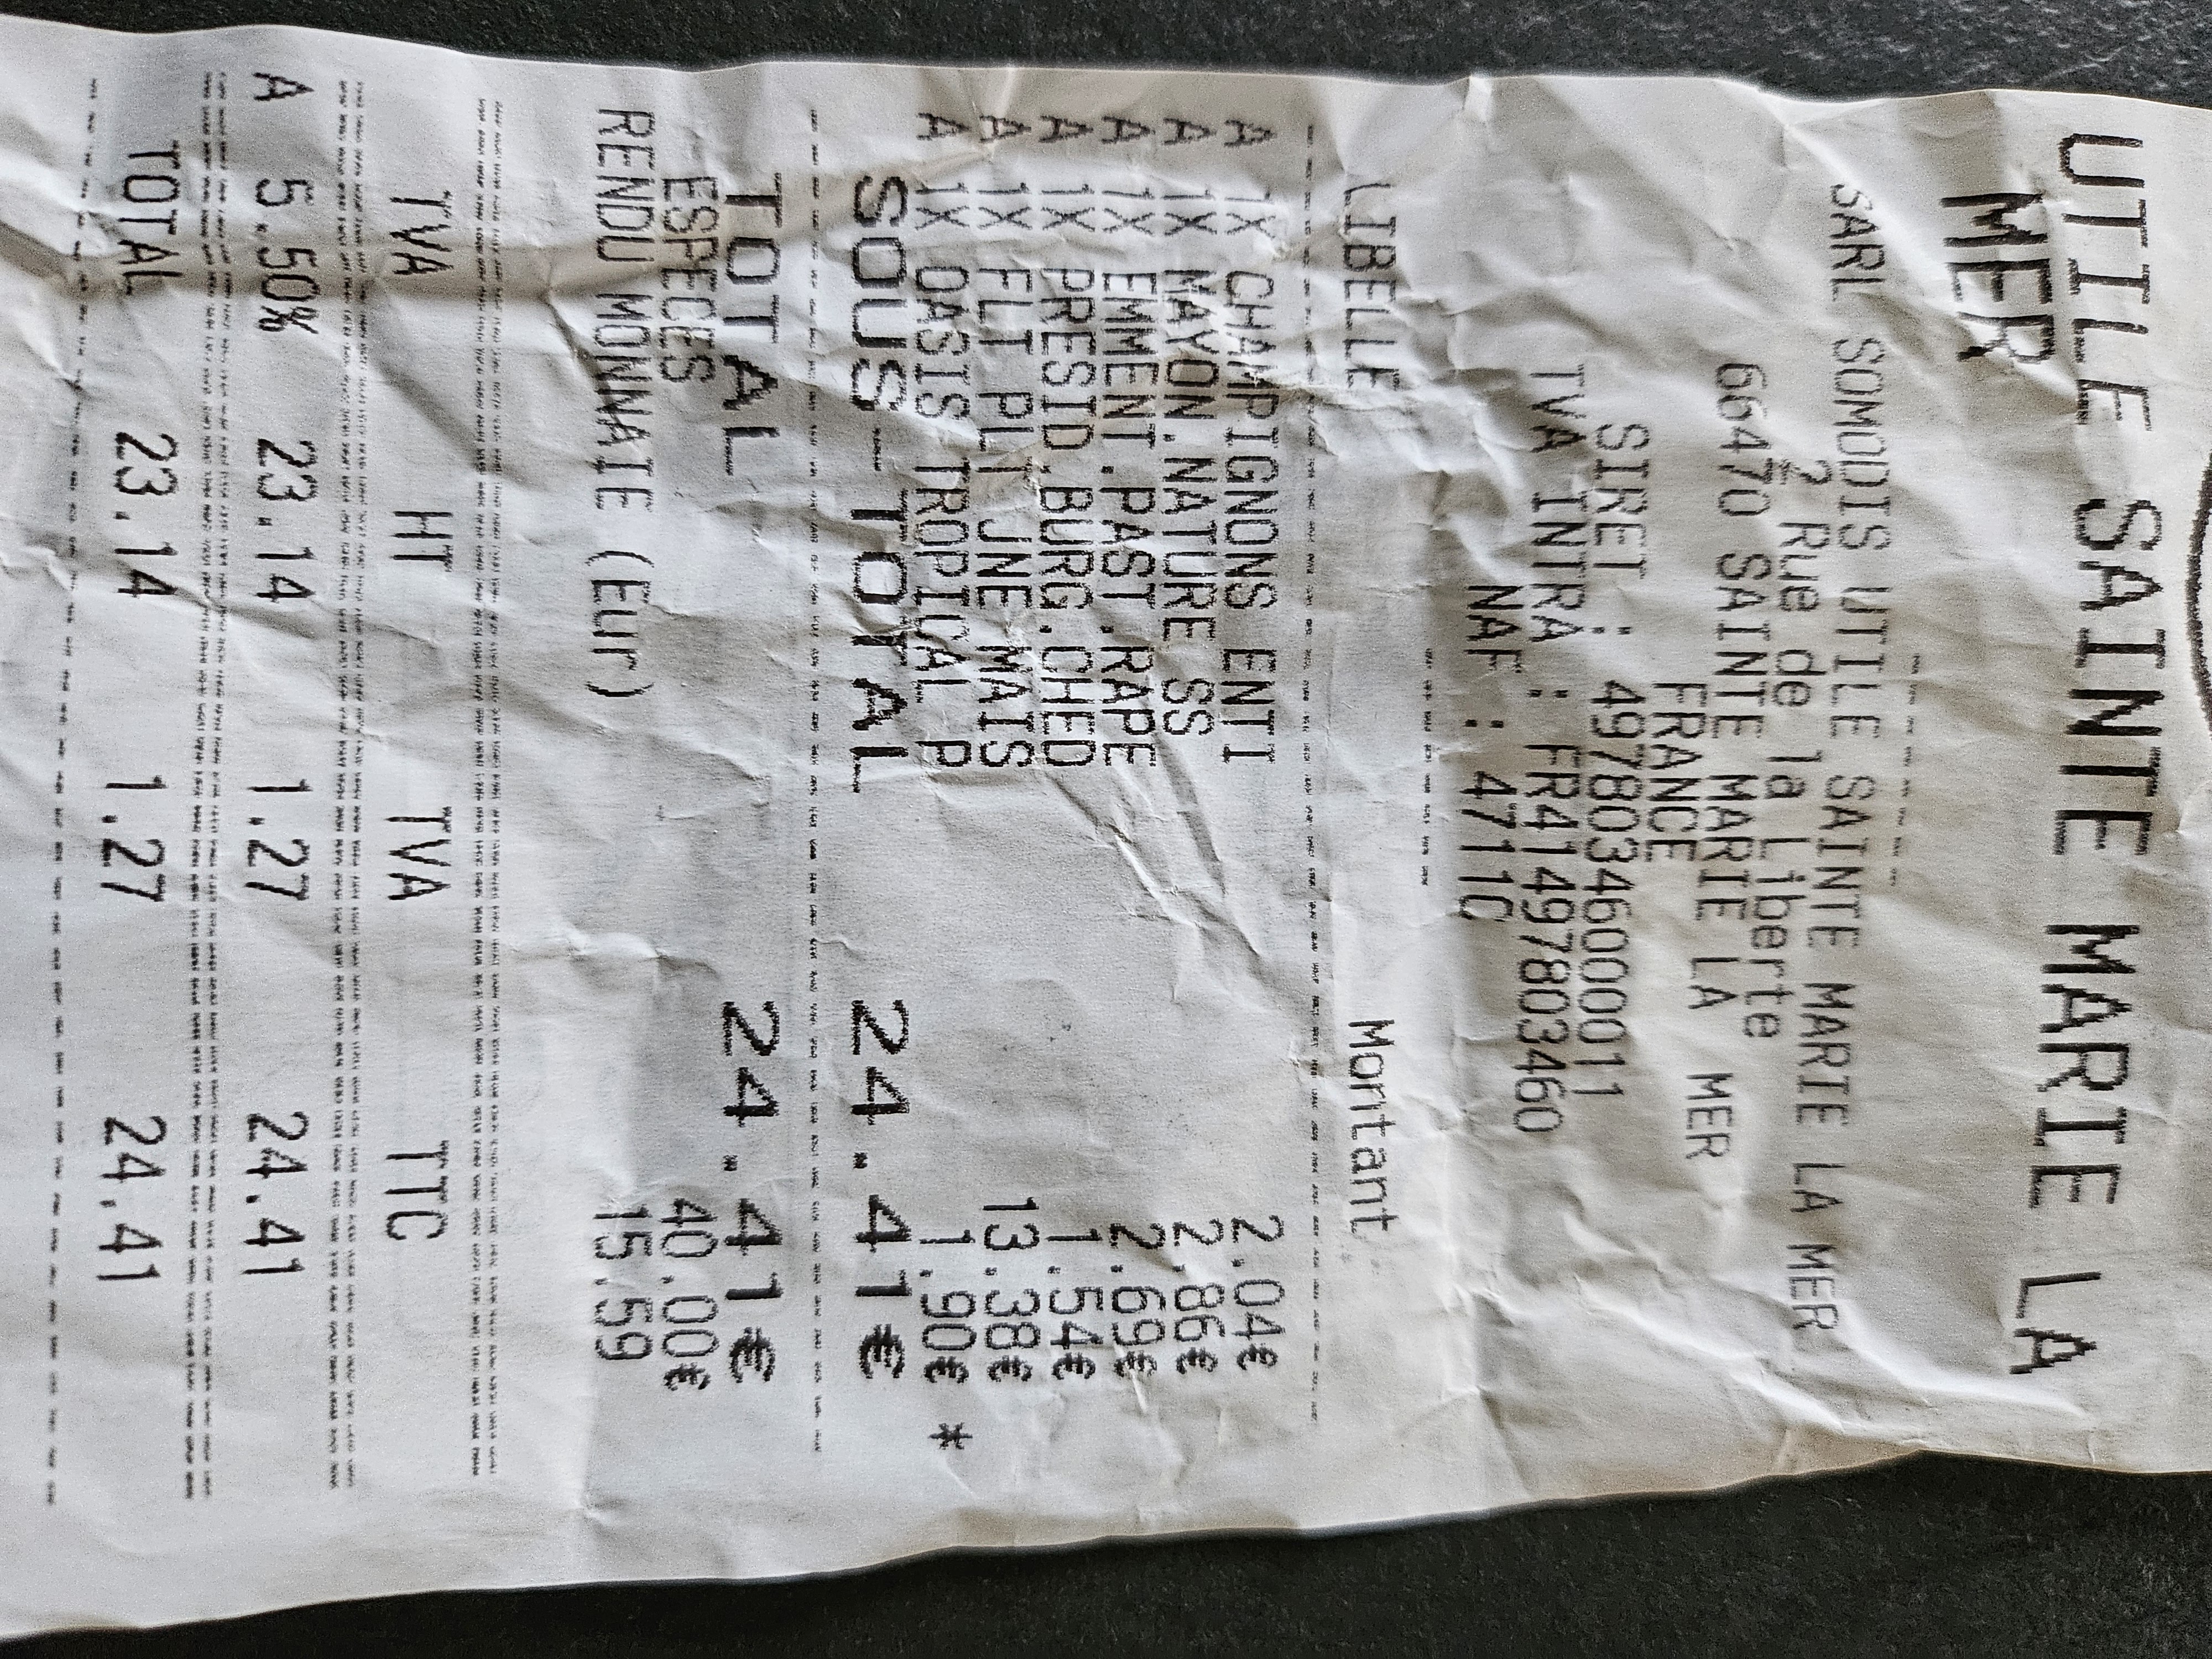 UTILE SAINTE MARIE LA
MER
SARL SOMODIS UTILE SAINTE MARIE LA MER
2 Rue de la Liberte
66470 SAINTE MARIE LA MER
FRANCE
SIRET : 49780346000011
TVA INTRA : FR41497803460
NAF : 4711C
LIBELLE Montant
A 1X CHAMPIGNONS ENTI 2.04€
A 1X MAYON.NATURE SS 2.86€
A 1X EMMENT.PAST.RAPE 2.69€
A 1X PRESID.BURG.CHED 1.54€
A 1X FLT PLT JNE MAIS 13.38€
A 1X OASIS TROPICAL P 1.90€ *
SOUS-TOTAL 24.41€
TOTAL 24.41€
ESPECES 40.00€
RENDU MONNAIE (Eur) 15.59
TVA HT TVA TTC
A 5.50% 23.14 1.27 24.41
TOTAL 23.14 1.27 24.41